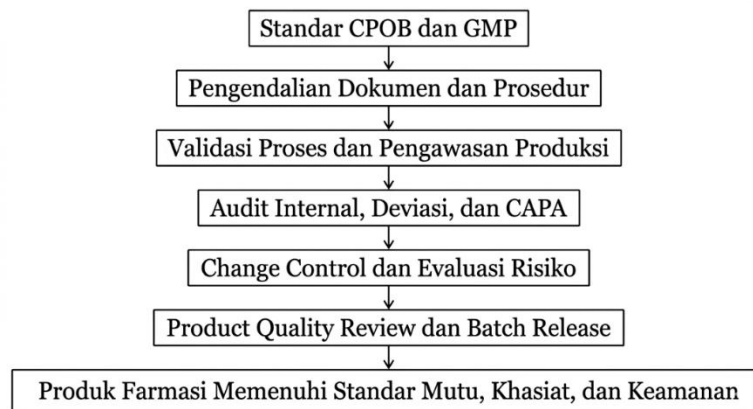 Standar CPOB dan GMP
Pengendalian Dokumen dan Prosedur
Validasi Proses dan Pengawasan Produksi
Audit Internal, Deviasi, dan CAPA
Change Control dan Evaluasi Risiko
Product Quality Review dan Batch Release
Produk Farmasi Memenuhi Standar Mutu, Khasiat, dan Keamanan